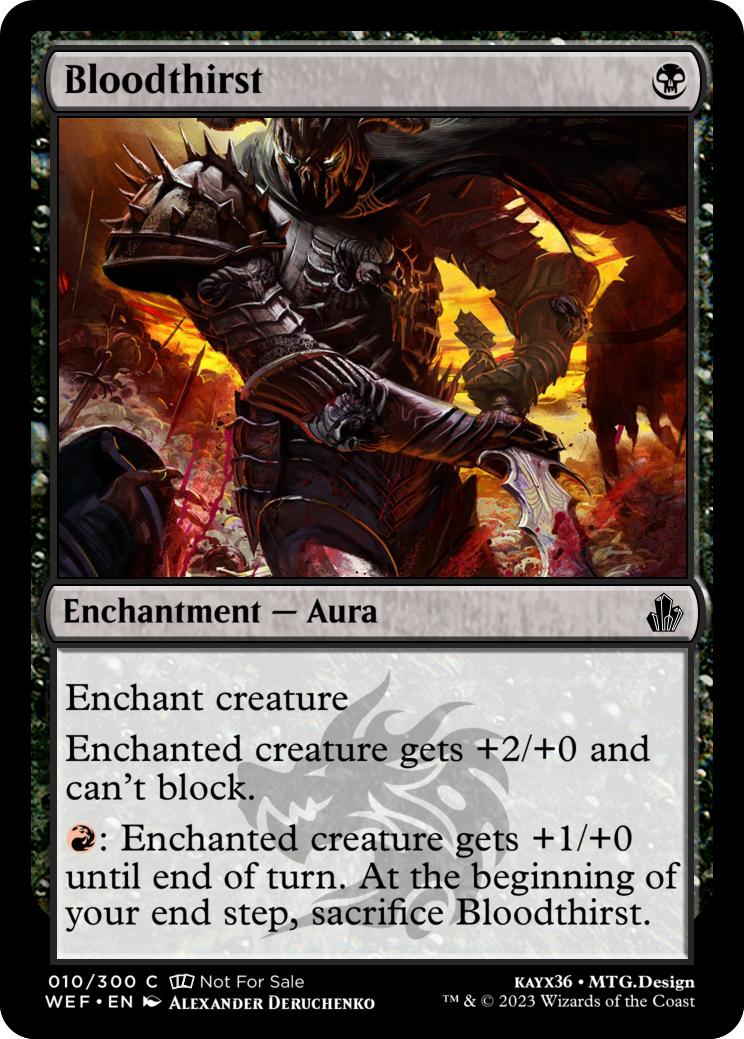 Bloodthirst
Enchantment — Aura
Enchant creature
Enchanted creature gets +2/+0 and
can't block.
: Enchanted creature gets +1/+0
until end of turn. At the beginning of
your end step, sacrifice Bloodthirst.
010/300 C Not For Sale
KAYX36 • MTG.Design
WEF • EN ALEXANDER DERUCHENKO
™ & © 2023 Wizards of the Coast